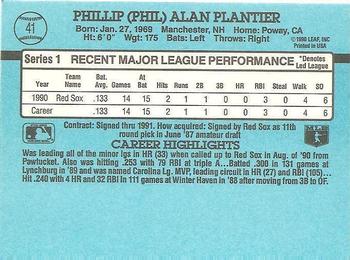 41
PHILLIP (PHIL) ALAN PLANTIER
Born: Jan. 27, 1969 Manchester, NH Home: Poway, CA
Ht: 6' 0" Wgt: 175 Bats: Left Throws: Right
© 1990 LEAF, INC
Printed in USA
Series 1 RECENT MAJOR LEAGUE PERFORMANCE *Denotes Led League
Year Team Name BAT Avg G AB Runs Hits 2B 3B HR RBI SB Walk SO
1990 Red Sox .133 14 15 2 2 1 0 0 3 0 4 6
Career .133 14 15 2 2 1 0 0 3 0 4 6
Contract: Signed thru 1991. How acquired: Signed by Red Sox as 11th
round pick in June '87 amateur draft
CAREER HIGHLIGHTS
Was leading all of the minor lgs in HR (33) when called up to Red Sox in Aug. of '90 from
Pawtucket. Also was hitting .253 with 79 RBI at triple A... Batted .300 in 131 games at
Lynchburg in '89 and was named Carolina Lg. MVP, leading circuit in HR (27) and RBI (105)...
Hit .240 with 4 HR and 32 RBI in 111 games at Winter Haven in '88 after moving from 3B to OF.